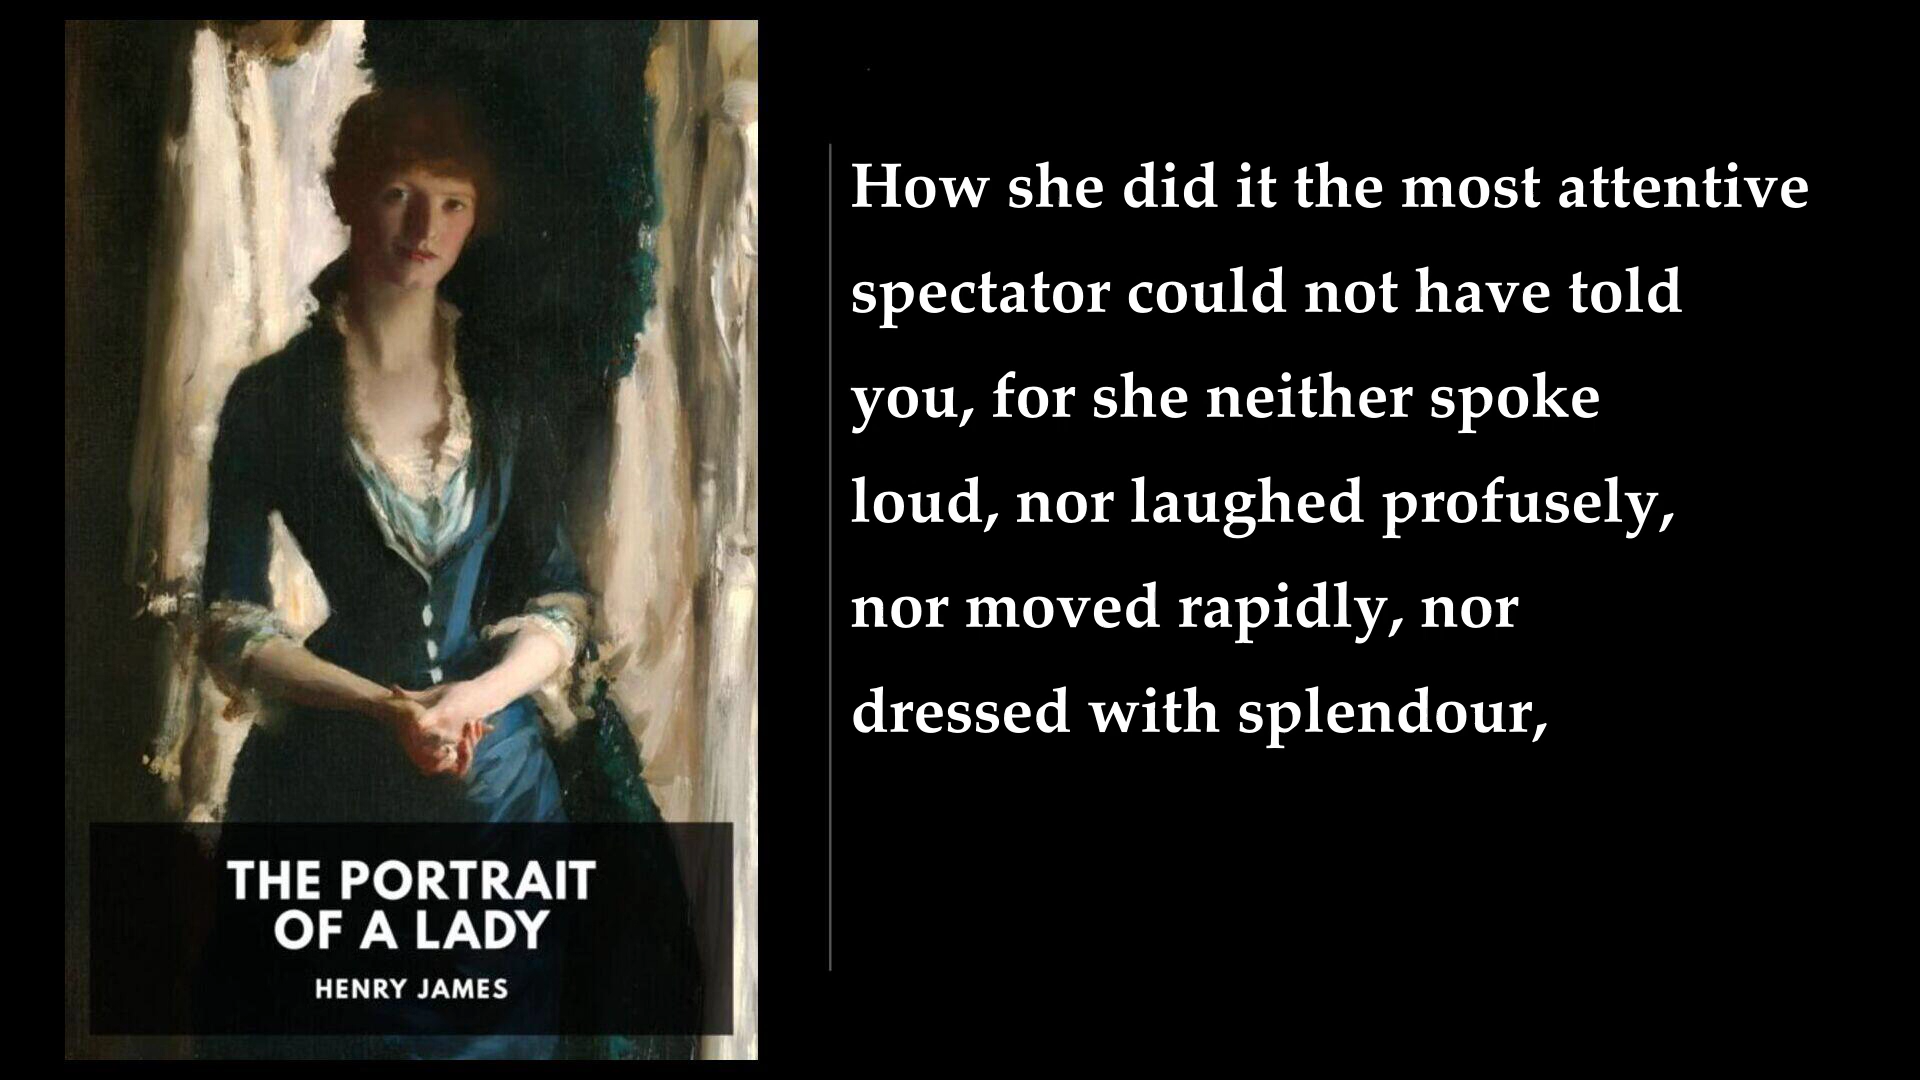 THE PORTRAIT
OF A LADY
HENRY JAMES
How she did it the most attentive
spectator could not have told
you, for she neither spoke
loud, nor laughed profusely,
nor moved rapidly, nor
dressed with splendour,